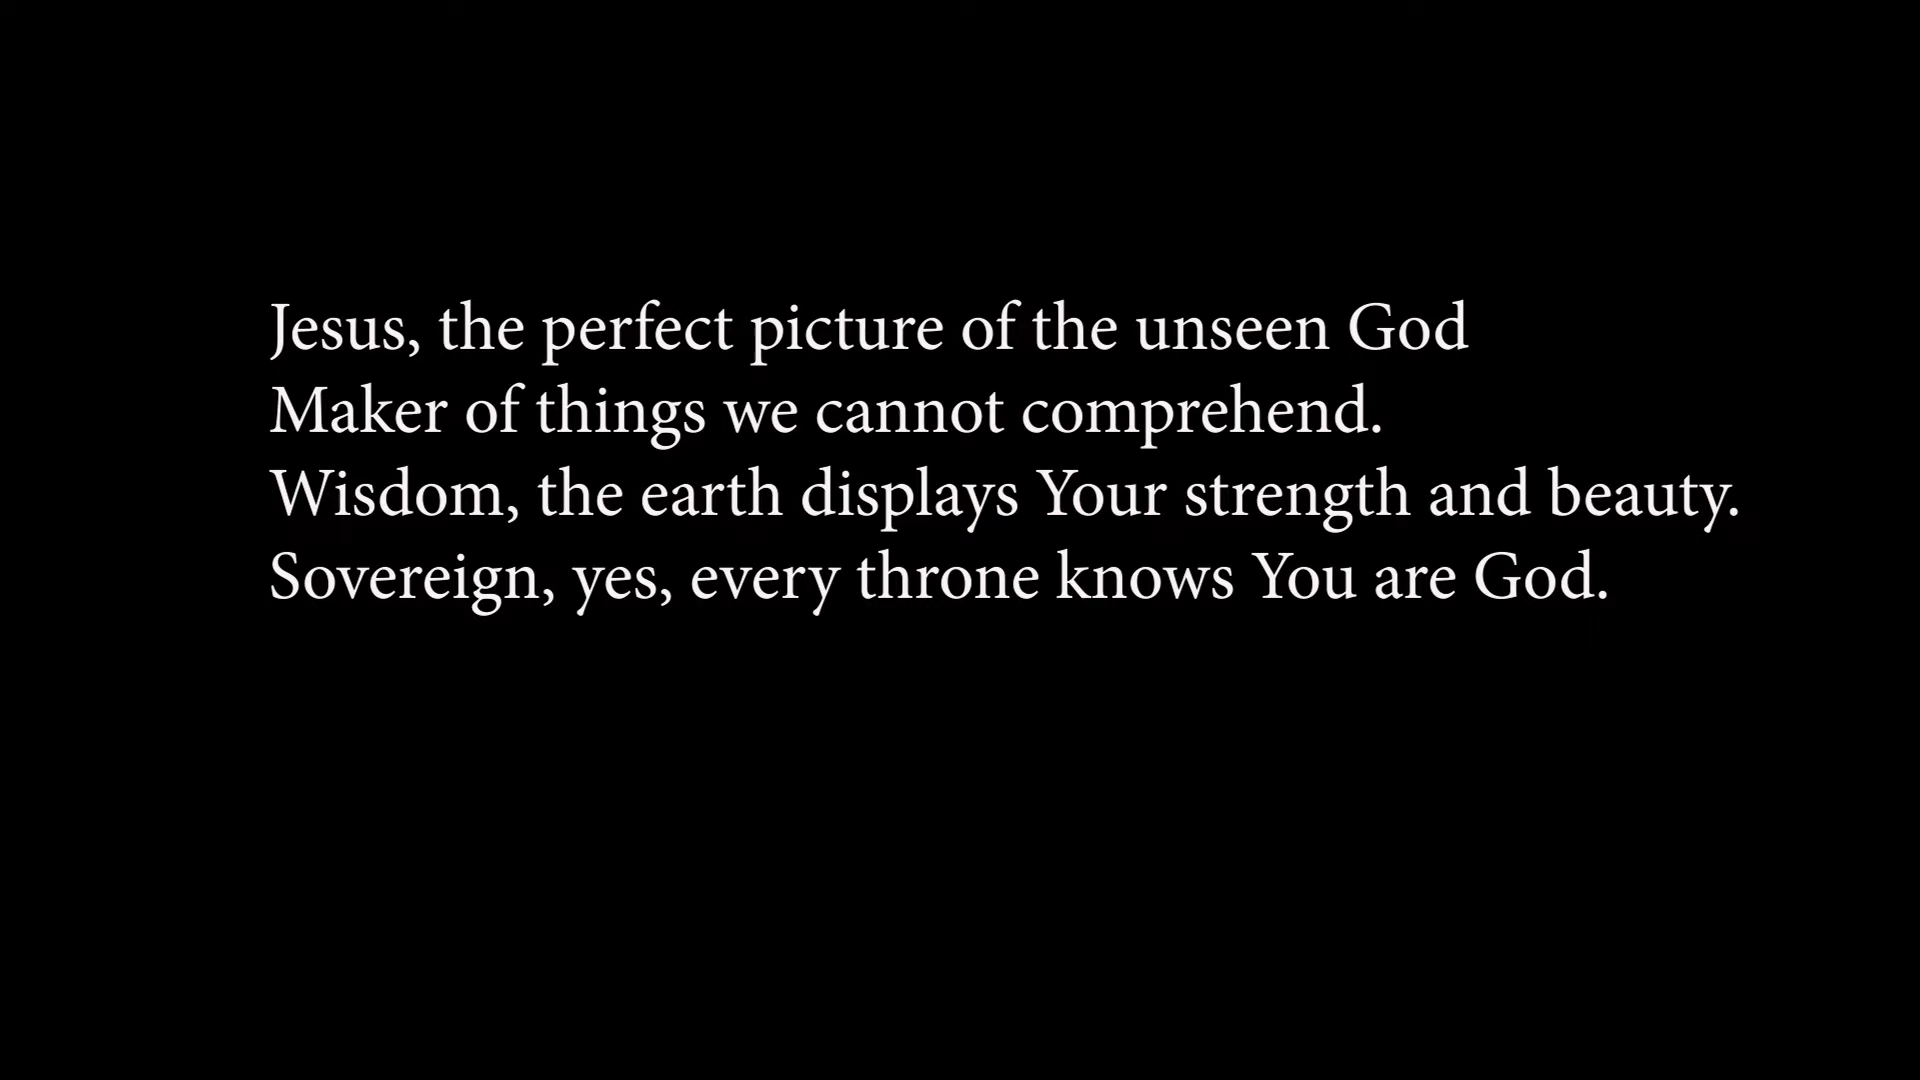 Jesus, the perfect picture of the unseen God
Maker of things we cannot comprehend.
Wisdom, the earth displays Your strength and beauty.
Sovereign, yes, every throne knows You are God.